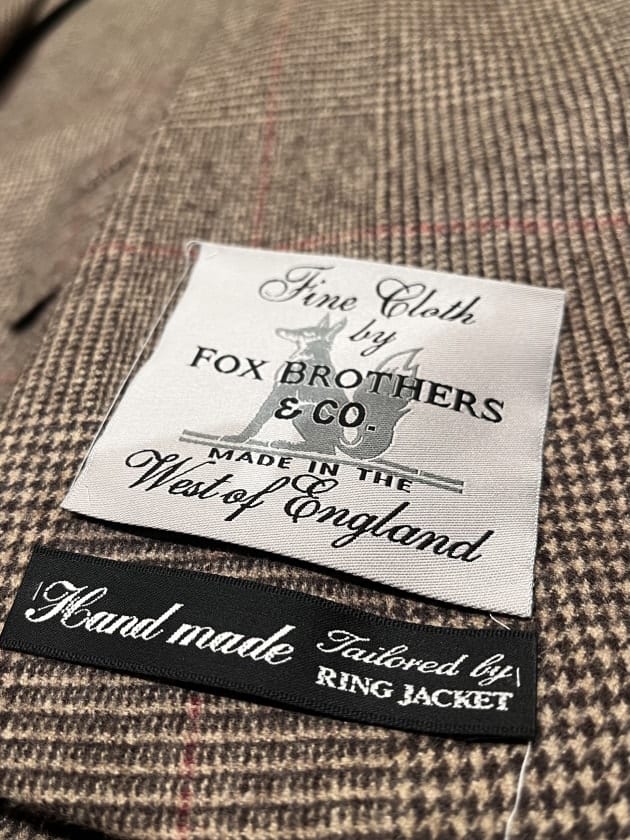 Fine Cloth
by
FOX BROTHERS
& CO.
MADE IN THE
West of England
Hand made
Tailored by
RING JACKET